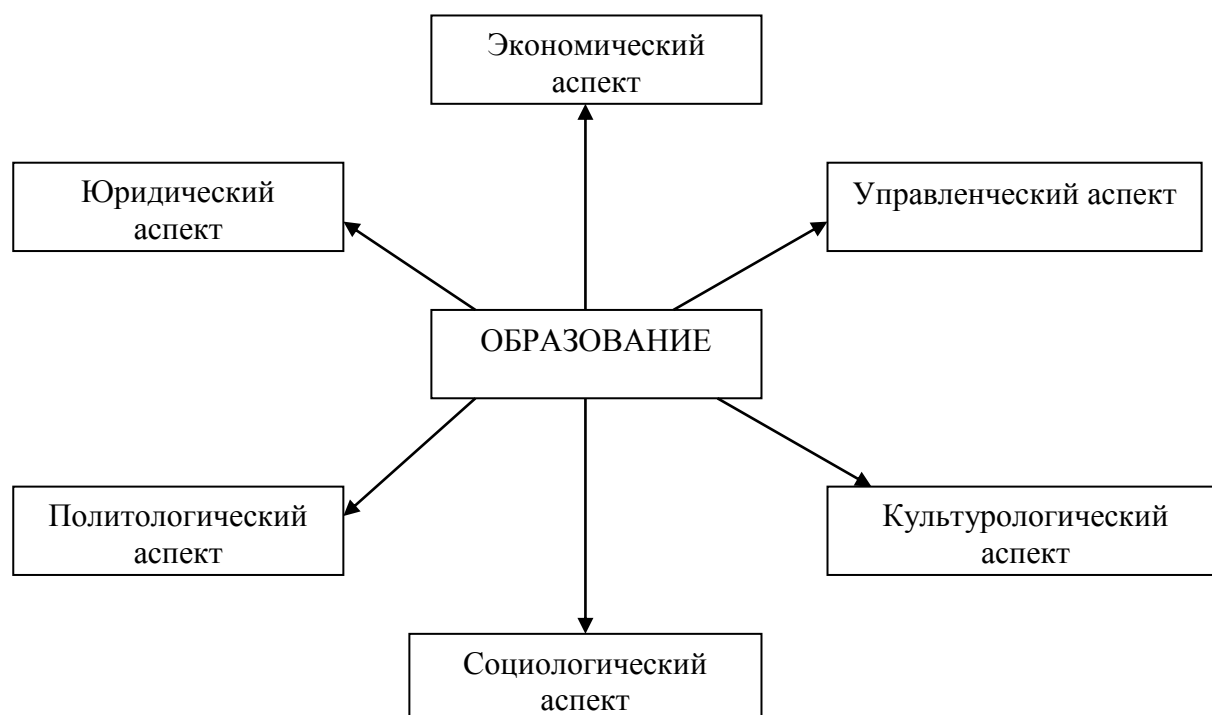 Экономический
аспект
Юридический
аспект
Управленческий аспект
ОБРАЗОВАНИЕ
Политологический
аспект
Культурологический
аспект
Социологический
аспект